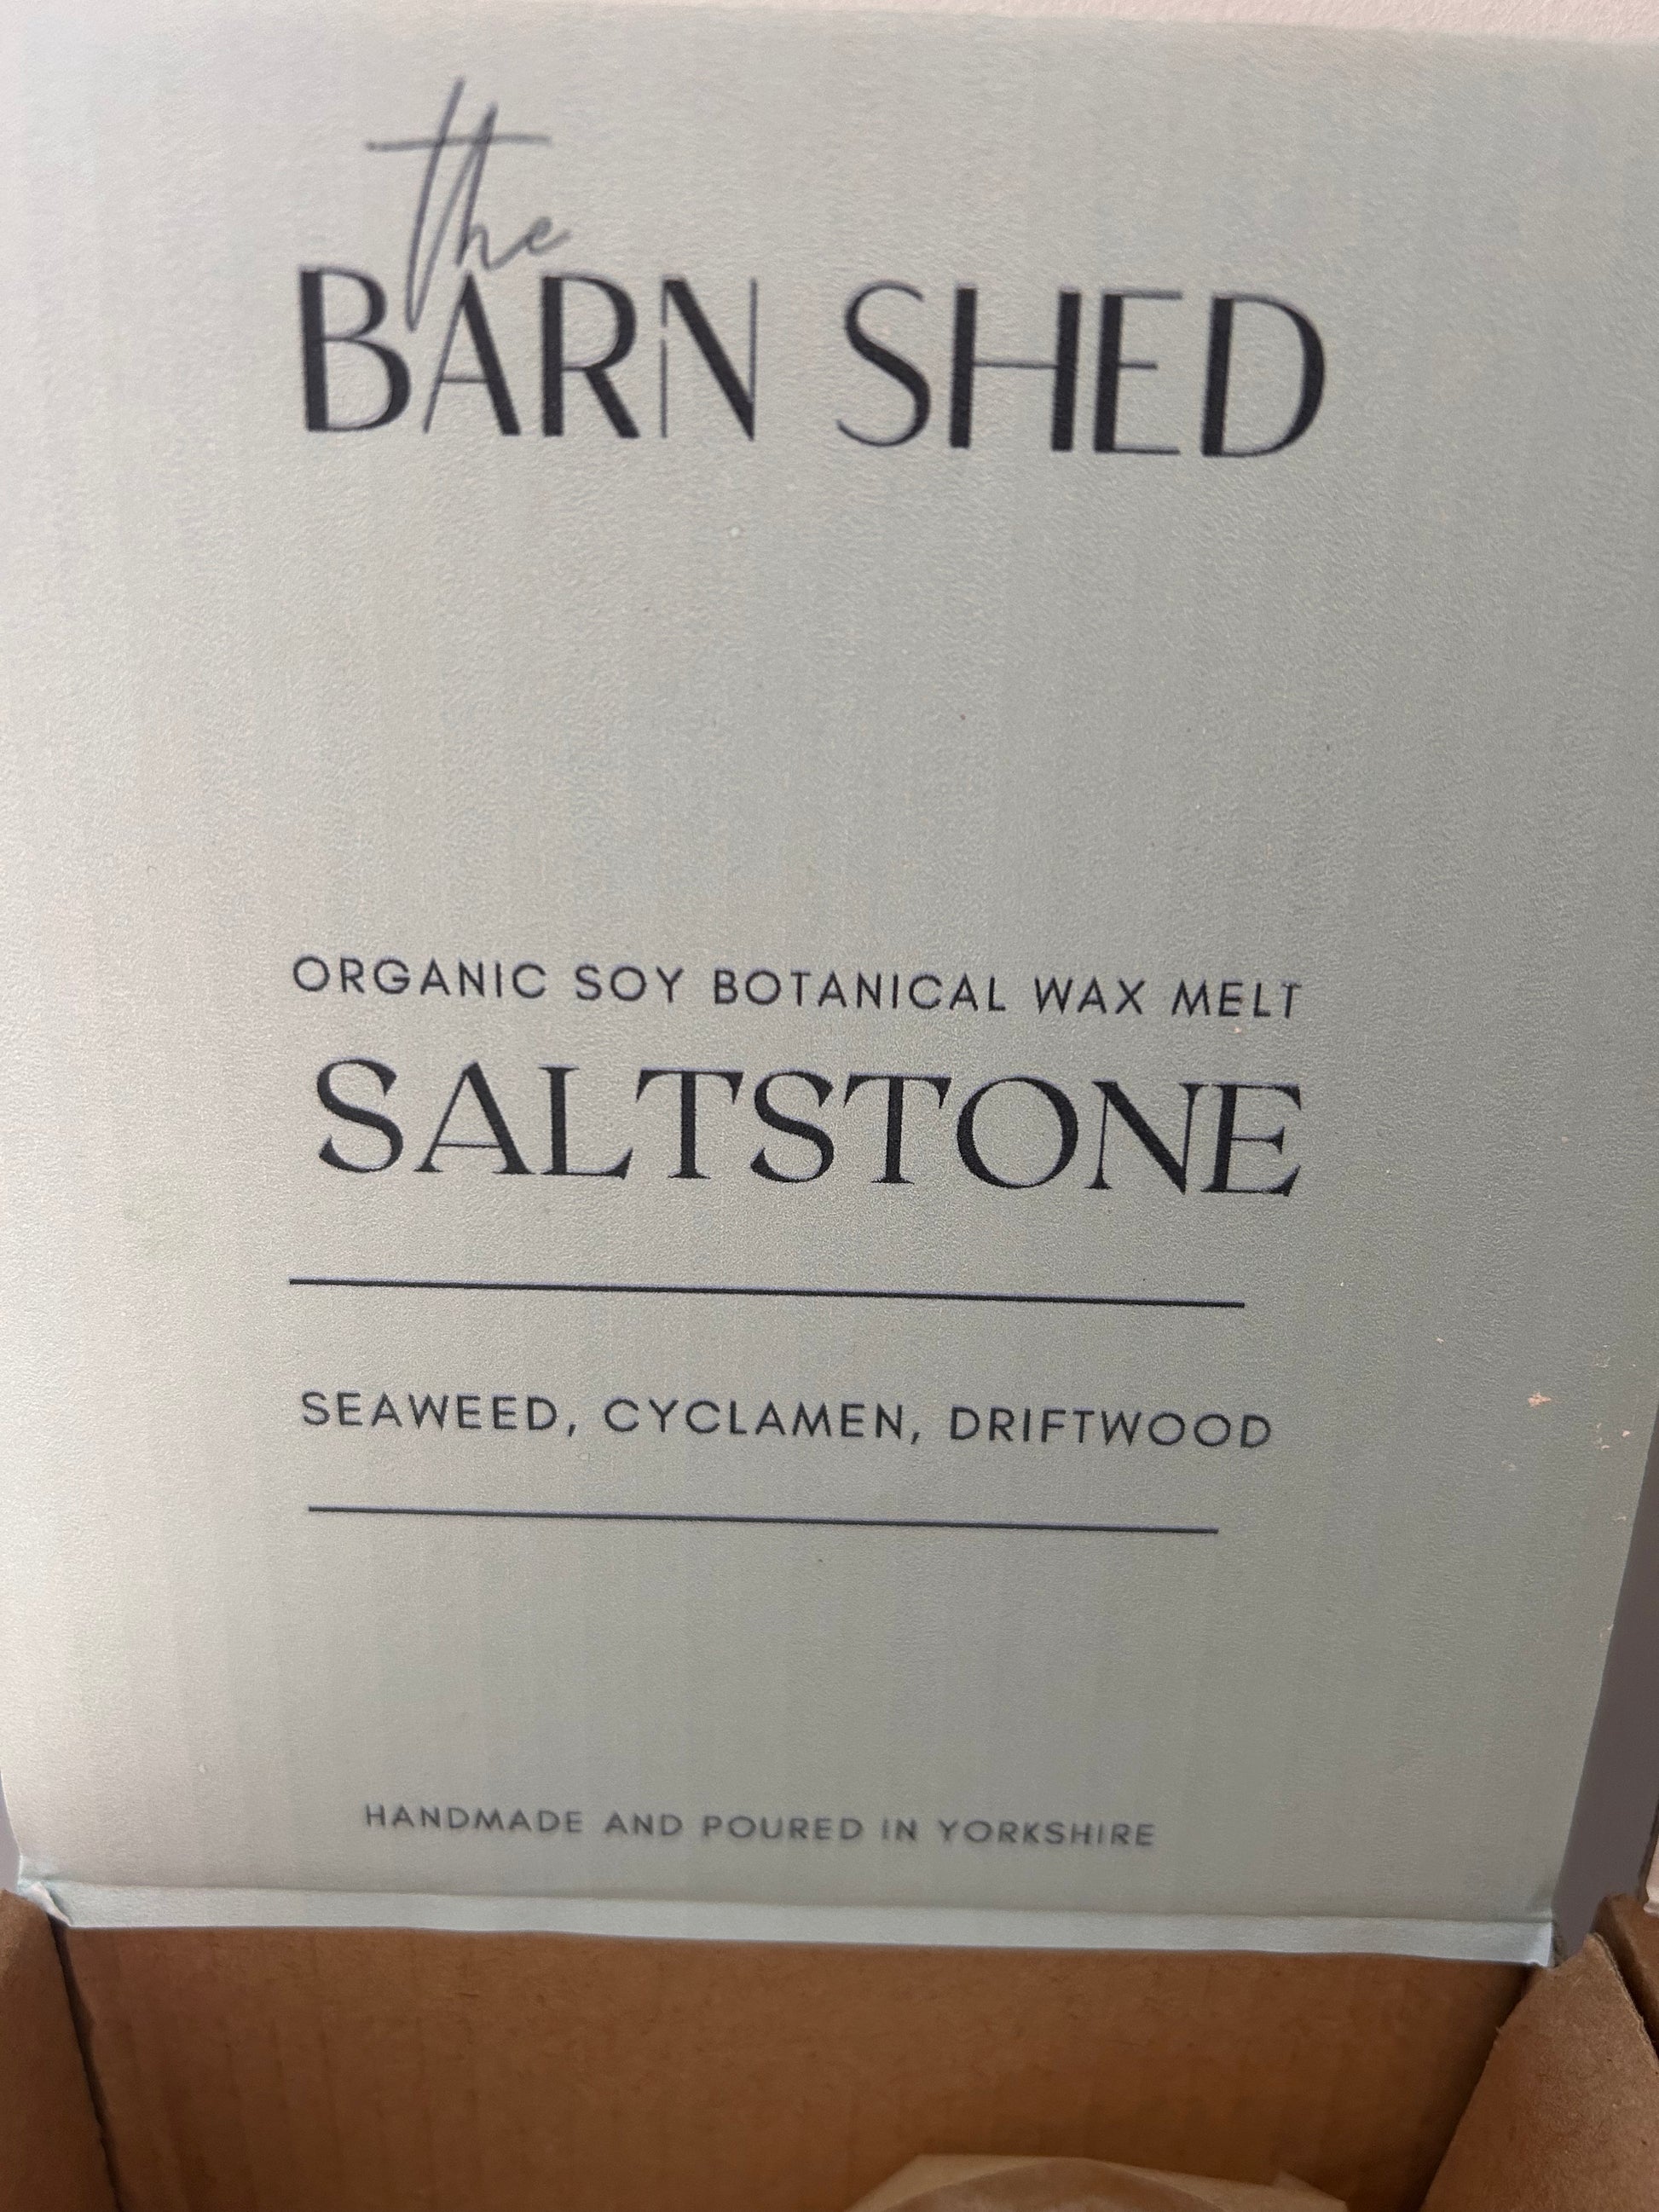 the
BARN SHED
ORGANIC SOY BOTANICAL WAX MELT
SALTSTONE
SEAWEED, CYCLAMEN, DRIFTWOOD
HANDMADE AND POURED IN YORKSHIRE